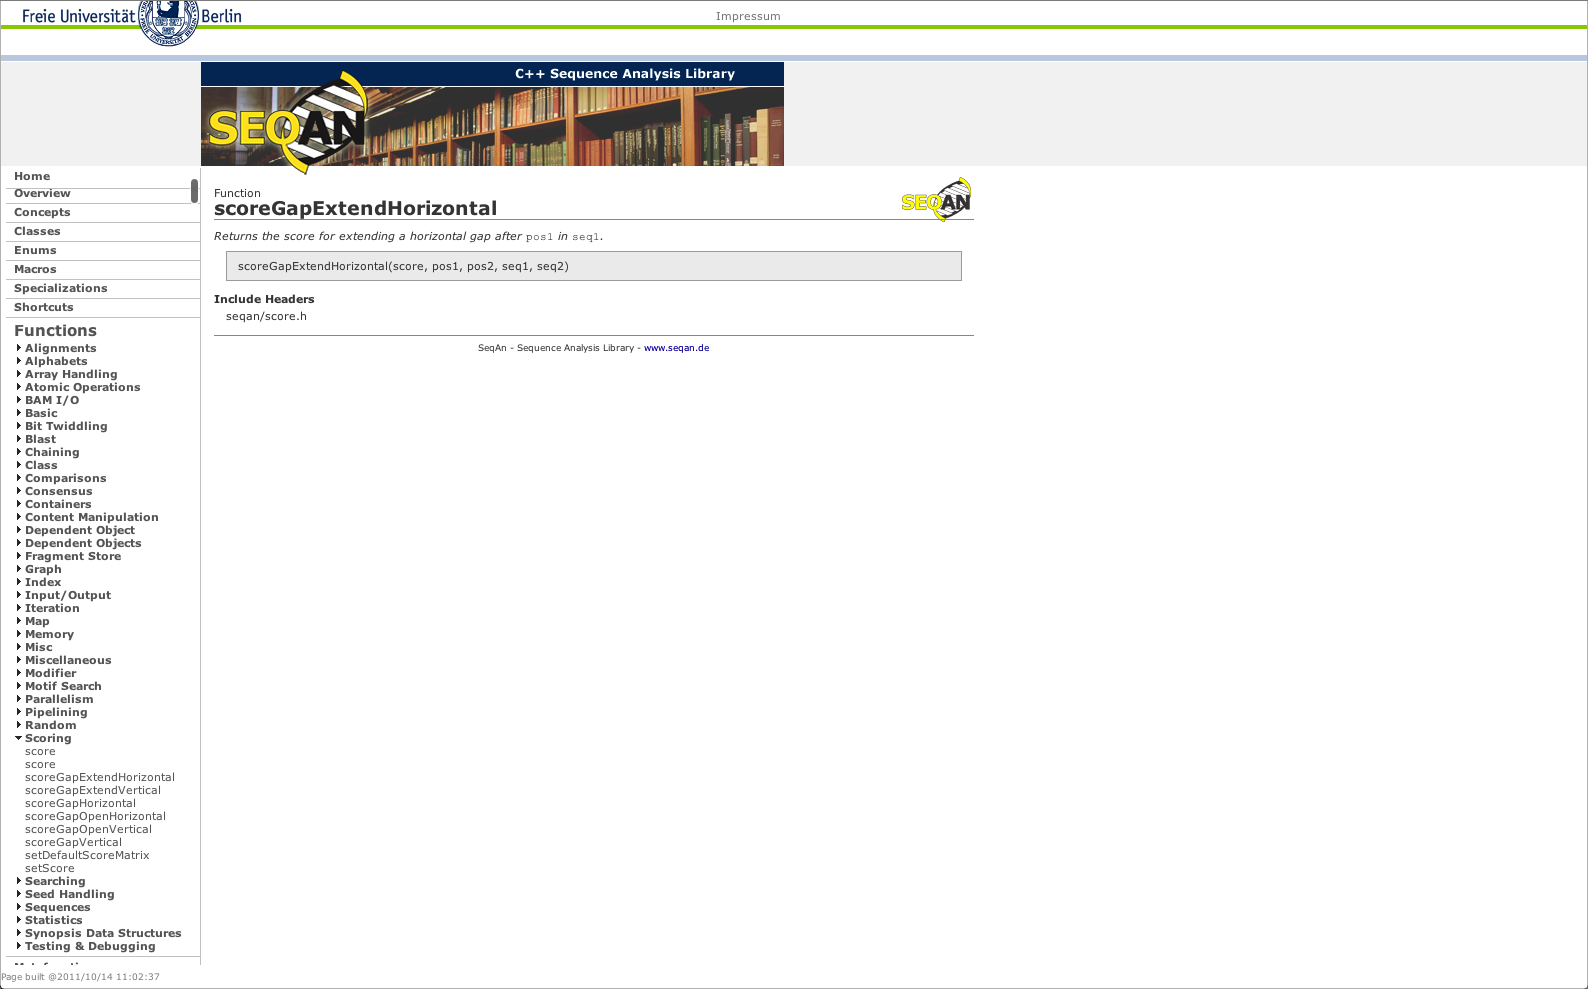 Freie Universität Berlin
Impressum
C++ Sequence Analysis Library
SEQAN
Home
Overview
Concepts
Classes
Enums
Macros
Specializations
Shortcuts
Functions
Alignments
Alphabets
Array Handling
Atomic Operations
BAM I/O
Basic
Bit Twiddling
Blast
Chaining
Class
Comparisons
Consensus
Containers
Content Manipulation
Dependent Object
Dependent Objects
Fragment Store
Graph
Index
Input/Output
Iteration
Map
Memory
Misc
Miscellaneous
Modifier
Motif Search
Parallelism
Pipelining
Random
Scoring
score
score
scoreGapExtendHorizontal
scoreGapExtendVertical
scoreGapHorizontal
scoreGapOpenHorizontal
scoreGapOpenVertical
scoreGapVertical
setDefaultScoreMatrix
setScore
Searching
Seed Handling
Sequences
Statistics
Synopsis Data Structures
Testing & Debugging
Function
scoreGapExtendHorizontal
SEQAN
Returns the score for extending a horizontal gap after pos1 in seq1.
scoreGapExtendHorizontal(score, pos1, pos2, seq1, seq2)
Include Headers
seqan/score.h
SeqAn - Sequence Analysis Library - www.seqan.de
Page built @2011/10/14 11:02:37